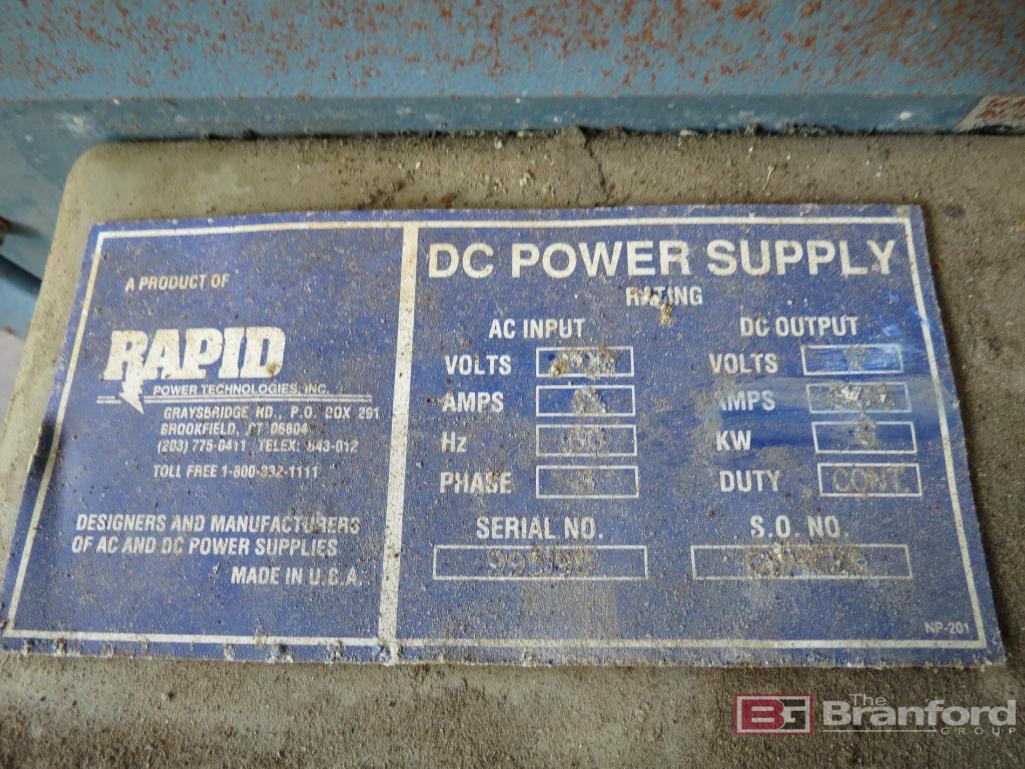 A PRODUCT OF
RAPID
POWER TECHNOLOGIES, INC.
GRAYSBRIDGE RD., P.O. BOX 291
BROOKFIELD, CT 06804
(203) 775-0411 TELEX: 643-012
TOLL FREE 1-800-332-1111
DESIGNERS AND MANUFACTURERS
OF AC AND DC POWER SUPPLIES
MADE IN U.S.A.
DC POWER SUPPLY
RATING
AC INPUT
VOLTS
AMPS
Hz 60
PHASE
DC OUTPUT
VOLTS
AMPS
KW
DUTY CONT.
SERIAL NO.
S.O. NO.
NP-201
BG The Branford GROUP